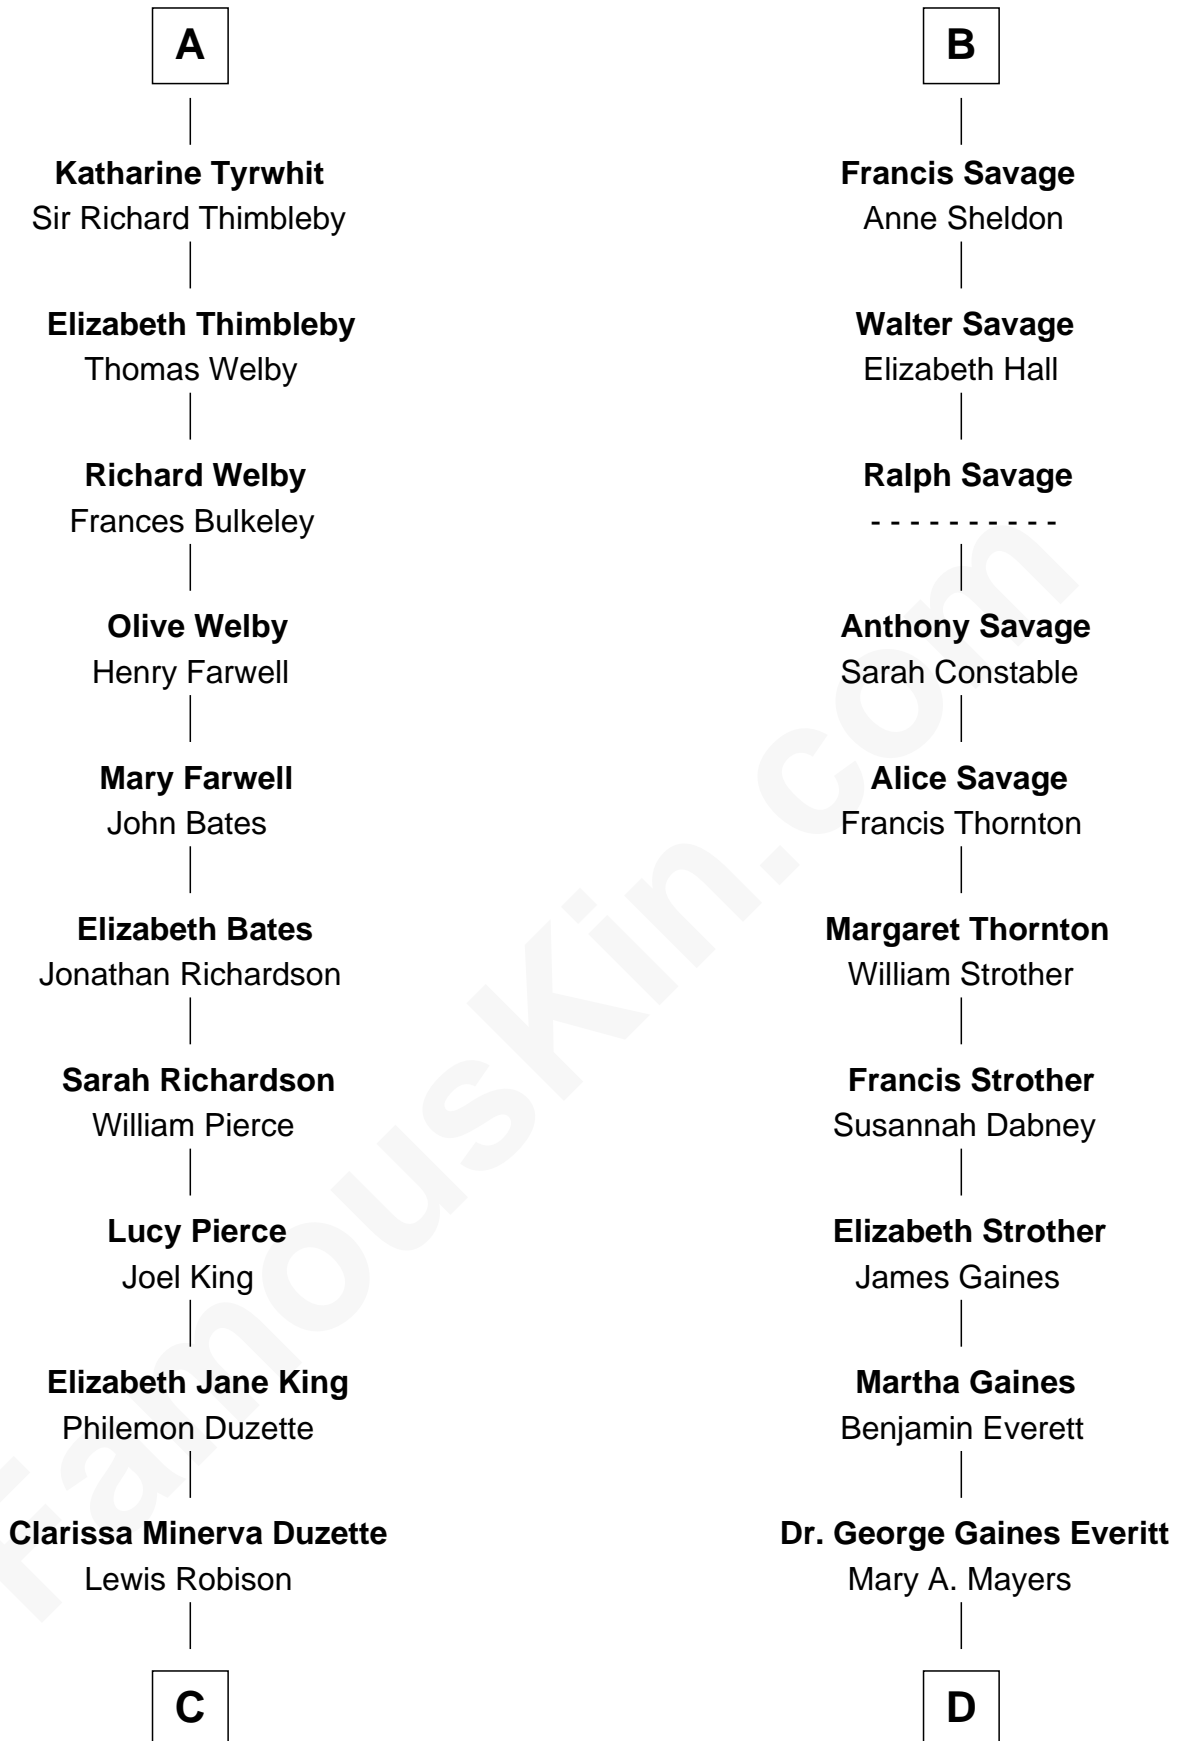 A
Katharine Tyrwhit
Sir Richard Thimbleby
Elizabeth Thimbleby
Thomas Welby
Richard Welby
Frances Bulkeley
Olive Welby
Henry Farwell
Mary Farwell
John Bates
Elizabeth Bates
Jonathan Richardson
Sarah Richardson
William Pierce
Lucy Pierce
Joel King
Elizabeth Jane King
Philemon Duzette
Clarissa Minerva Duzette
Lewis Robison
C
B
Francis Savage
Anne Sheldon
Walter Savage
Elizabeth Hall
Ralph Savage
- - - - - - - - - -
Anthony Savage
Sarah Constable
Alice Savage
Francis Thornton
Margaret Thornton
William Strother
Francis Strother
Susannah Dabney
Elizabeth Strother
James Gaines
Martha Gaines
Benjamin Everett
Dr. George Gaines Everitt
Mary A. Mayers
D
FamousKin.com